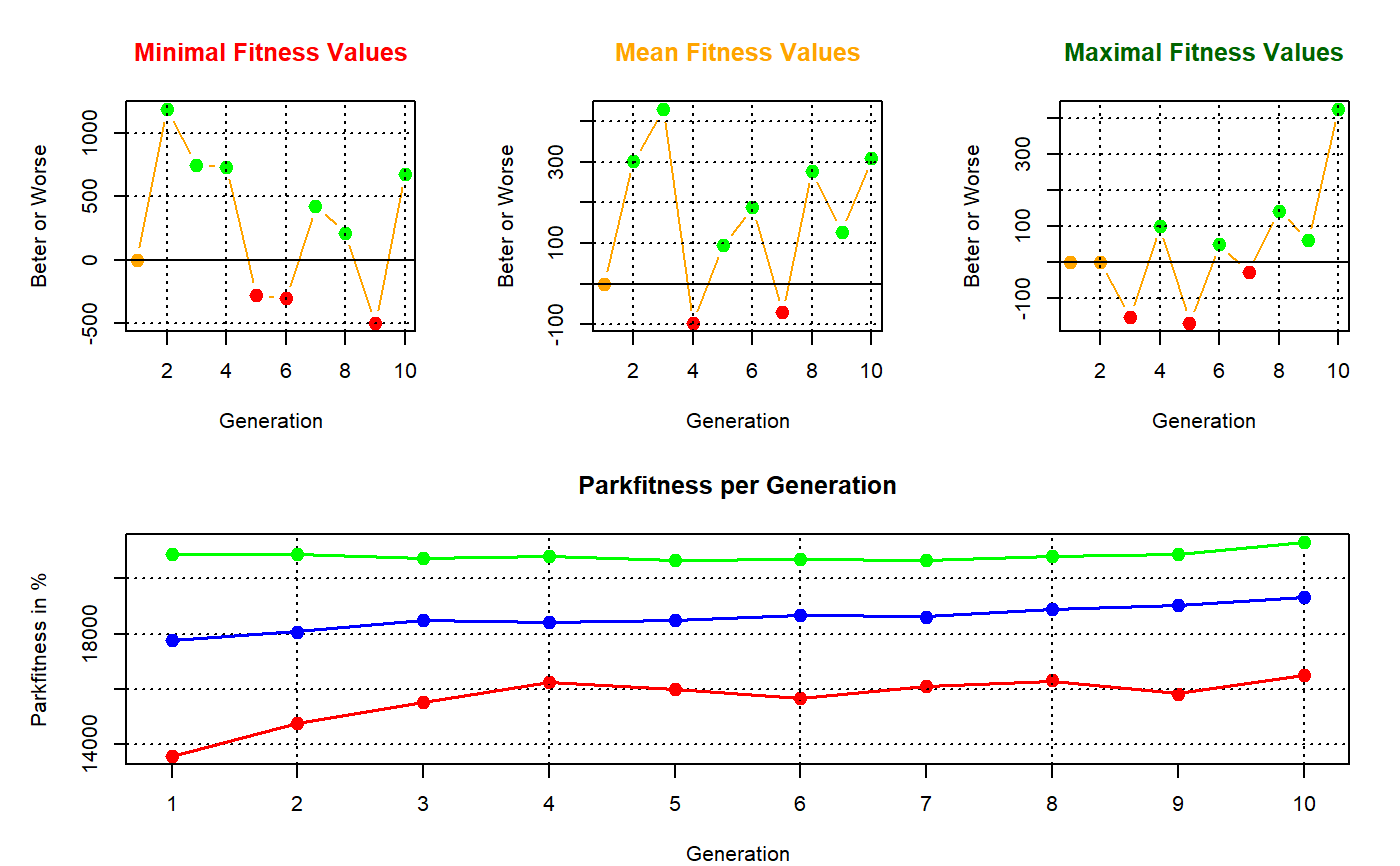 Minimal Fitness Values
Beter or Worse
1000
500
0
-500
2 4 6 8 10
Generation
Mean Fitness Values
Beter or Worse
300
100
-100
2 4 6 8 10
Generation
Maximal Fitness Values
Beter or Worse
300
100
-100
2 4 6 8 10
Generation
Parkfitness per Generation
Parkfitness in %
18000
14000
1 2 3 4 5 6 7 8 9 10
Generation